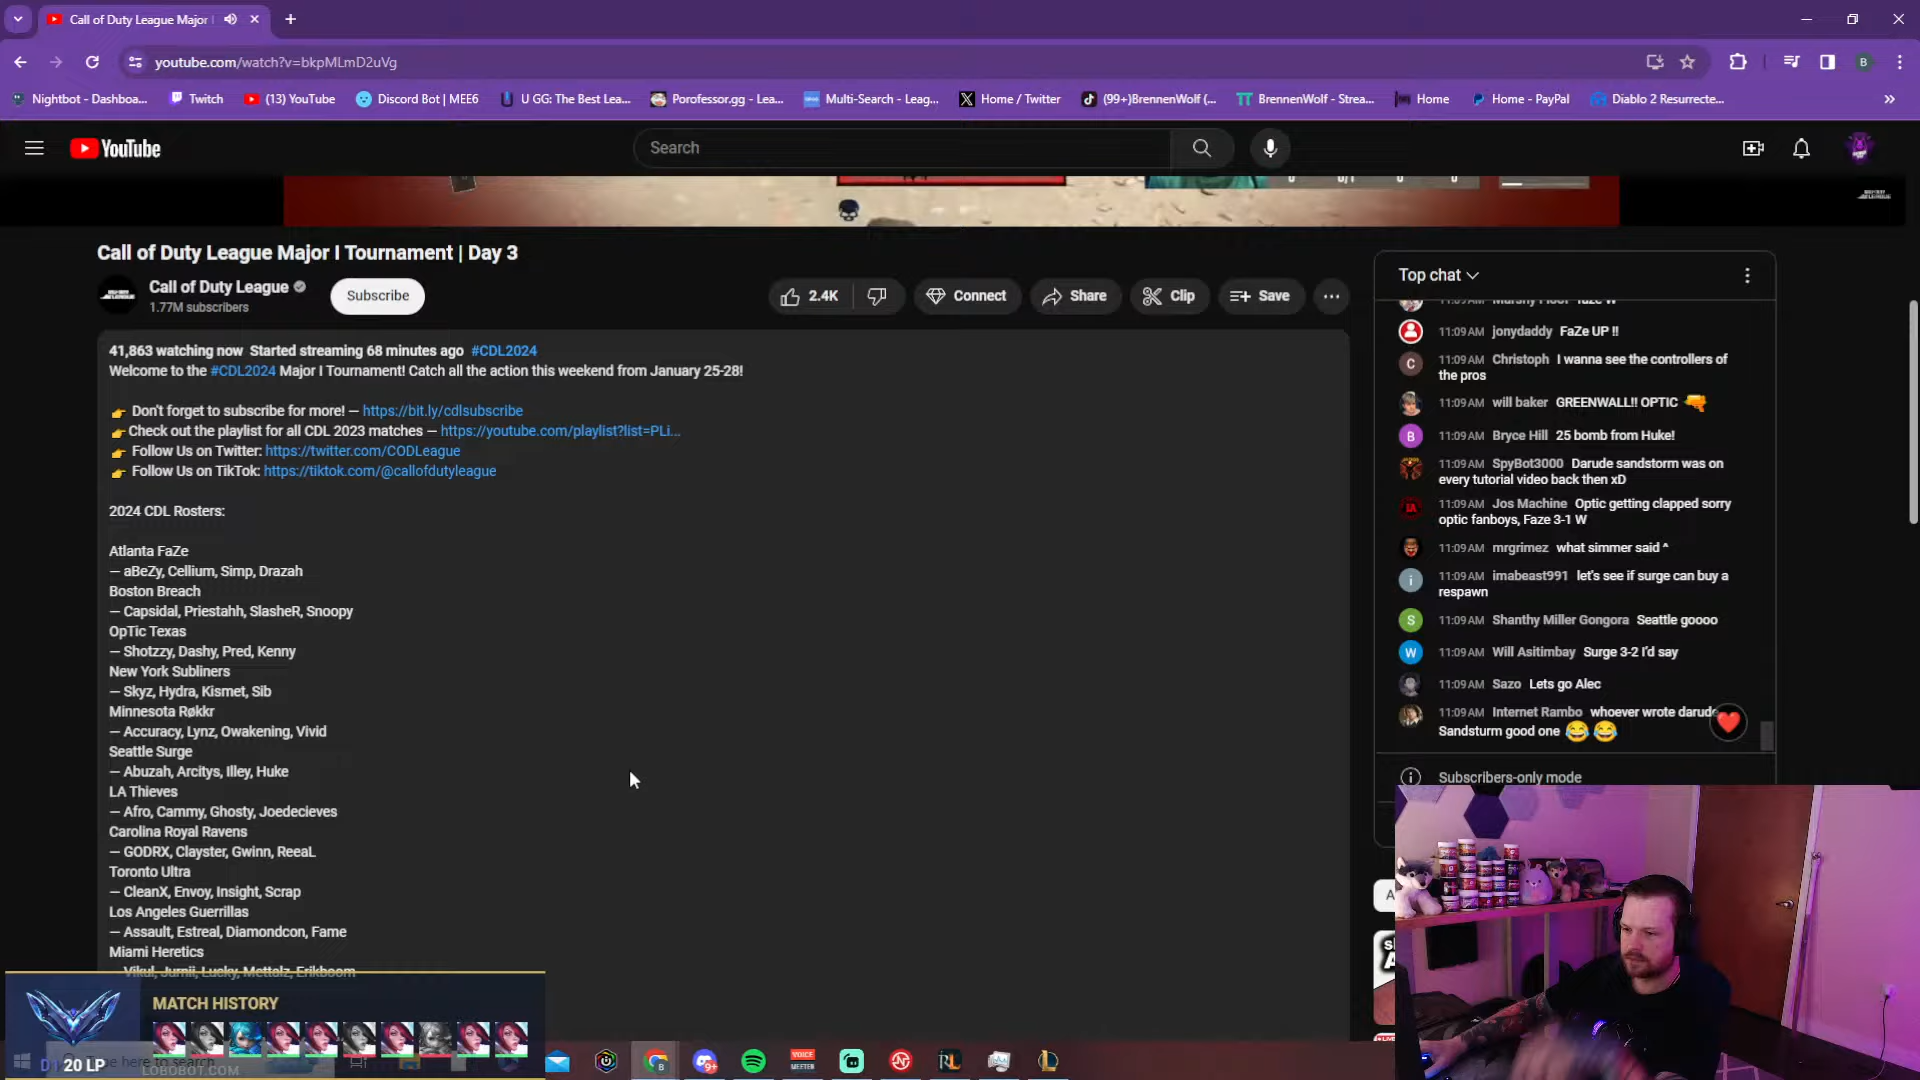 Call of Duty League Major I
youtube.com/watch?v=bkpMLmD2uVg
B
Nightbot - Dashboa...
Twitch
(13) YouTube
Discord Bot | MEE6
U GG: The Best Lea...
Porofessor.gg - Lea...
Multi-Search - Leag...
Home / Twitter
(99+)BrennenWolf (...
BrennenWolf - Strea...
Home
Home - PayPal
Diablo 2 Resurrecte...
YouTube
Search
Call of Duty League Major I Tournament | Day 3
Call of Duty League
1.77M subscribers
Subscribe
2.4K
Connect
Share
Clip
Save
41,863 watching now Started streaming 68 minutes ago #CDL2024
Welcome to the #CDL2024 Major I Tournament! Catch all the action this weekend from January 25-28!
Don't forget to subscribe for more! — https://bit.ly/cdlsubscribe
Check out the playlist for all CDL 2023 matches — https://youtube.com/playlist?list=PLi...
Follow Us on Twitter: https://twitter.com/CODLeague
Follow Us on TikTok: https://tiktok.com/@callofdutyleague
2024 CDL Rosters:
Atlanta FaZe
— aBeZy, Cellium, Simp, Drazah
Boston Breach
— Capsidal, Priestahh, SlasheR, Snoopy
OpTic Texas
— Shotzzy, Dashy, Pred, Kenny
New York Subliners
— Skyz, Hydra, Kismet, Sib
Minnesota Røkkr
— Accuracy, Lynz, Owakening, Vivid
Seattle Surge
— Abuzah, Arcitys, Illey, Huke
LA Thieves
— Afro, Cammy, Ghosty, Joedecieves
Carolina Royal Ravens
— GODRX, Clayster, Gwinn, ReeaL
Toronto Ultra
— CleanX, Envoy, Insight, Scrap
Los Angeles Guerrillas
— Assault, Estreal, Diamondcon, Fame
Miami Heretics
— Vikul, Jurnii, Lucky, Mettalz, Erikboom
Top chat
11:09 AM jonydaddy FaZe UP !!
11:09 AM Christoph I wanna see the controllers of
the pros
11:09 AM will baker GREENWALL!! OPTIC
11:09 AM Bryce Hill 25 bomb from Huke!
11:09 AM SpyBot3000 Darude sandstorm was on
every tutorial video back then xD
11:09 AM Jos Machine Optic getting clapped sorry
optic fanboys, Faze 3-1 W
11:09 AM mrgrimez what simmer said ^
11:09 AM imabeast991 let's see if surge can buy a
respawn
11:09 AM Shanthy Miller Gongora Seattle goooo
11:09 AM Will Asitimbay Surge 3-2 I'd say
11:09 AM Sazo Lets go Alec
11:09 AM Internet Rambo whoever wrote darude
Sandsturm good one
Subscribers-only mode
MATCH HISTORY
D1 20 LP
Type here to search
LOBOBOT.COM
VOICE
MEETER